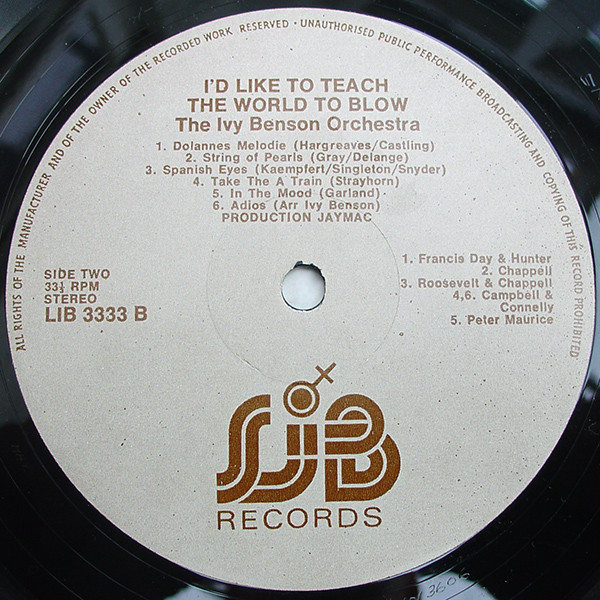 ALL RIGHTS OF THE MANUFACTURER AND OF THE OWNER OF THE RECORDED WORK RESERVED · UNAUTHORISED PUBLIC PERFORMANCE BROADCASTING AND COPYING OF THIS RECORD PROHIBITED
I'D LIKE TO TEACH
THE WORLD TO BLOW
The Ivy Benson Orchestra
1. Dolannes Melodie (Hargreaves/Castling)
2. String of Pearls (Gray/Delange)
3. Spanish Eyes (Kaempfert/Singleton/Snyder)
4. Take The A Train (Strayhorn)
5. In The Mood (Garland)
6. Adios (Arr Ivy Benson)
PRODUCTION JAYMAC
SIDE TWO
33⅓ RPM
STEREO
LIB 3333 B
1. Francis Day & Hunter
2. Chappell
3. Roosevelt & Chappell
4,6. Campbell &
Connelly
5. Peter Maurice
RECORDS